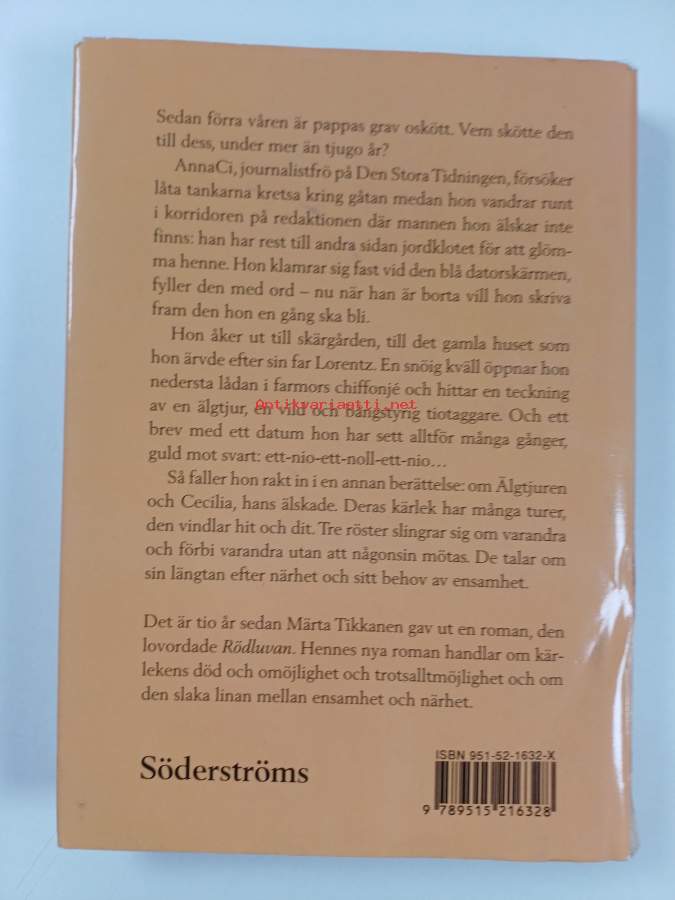 Sedan förra våren är pappas grav oskött. Vem skötte den
till dess, under mer än tjugo år?
AnnaCi, journalistfrö på Den Stora Tidningen, försöker
låta tankarna kretsa kring gåtan medan hon vandrar runt
i korridoren på redaktionen där mannen hon älskar inte
finns: han har rest till andra sidan jordklotet för att glöm-
ma henne. Hon klamrar sig fast vid den blå datorskärmen,
fyller den med ord – nu när han är borta vill hon skriva
fram den hon en gång ska bli.
Hon åker ut till skärgården, till det gamla huset som
hon ärvde efter sin far Lorentz. En snöig kväll öppnar hon
nedersta lådan i farmors chiffonjé och hittar en teckning
av en älgtjur, en vild och bångstyrig tiotaggare. Och ett
Antikvariaatti.net
brev med ett datum hon har sett alltför många gånger,
guld mot svart: ett-nio-ett-noll-ett-nio…
Så faller hon rakt in i en annan berättelse: om Älgtjuren
och Cecilia, hans älskade. Deras kärlek har många turer,
den vindlar hit och dit. Tre röster slingrar sig om varandra
och förbi varandra utan att någonsin mötas. De talar om
sin längtan efter närhet och sitt behov av ensamhet.
Det är tio år sedan Märta Tikkanen gav ut en roman, den
lovordade Rödluvan. Hennes nya roman handlar om kär-
lekens död och omöjlighet och trotsalltmöjlighet och om
den slaka linan mellan ensamhet och närhet.
Söderströms
ISBN 951-52-1632-X
9 789515 216328